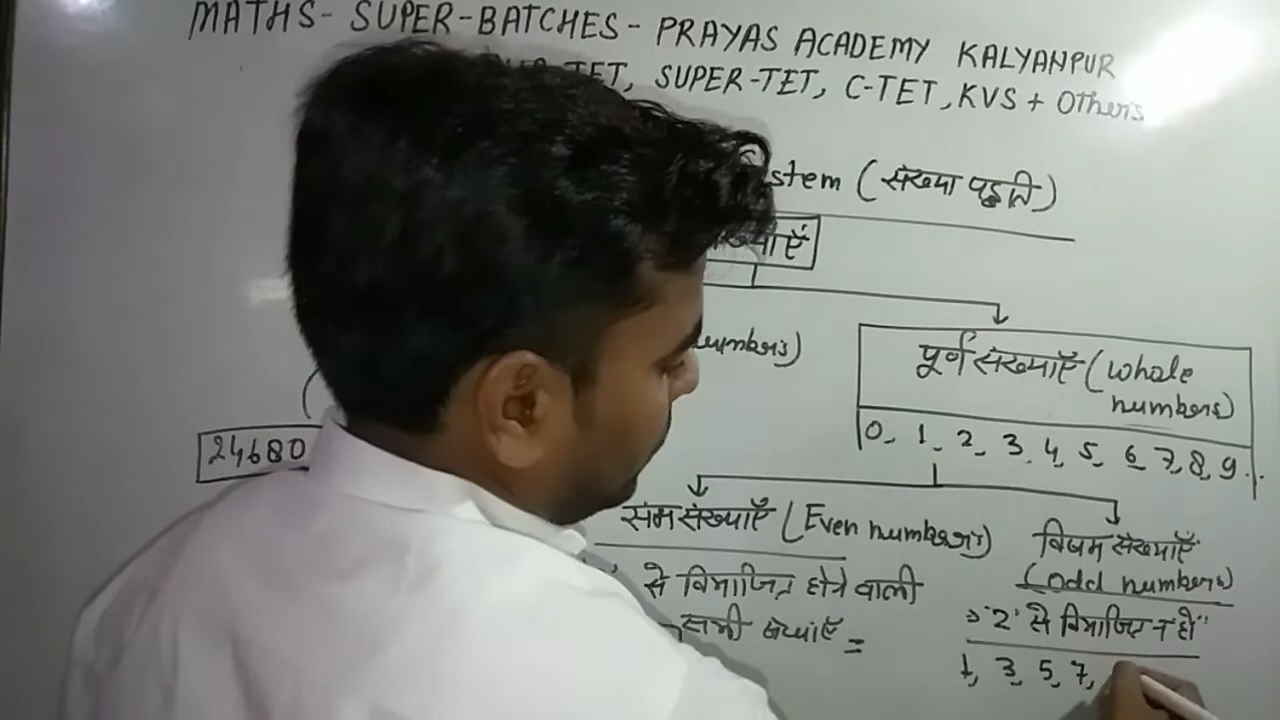 MATHS- SUPER-BATCHES- PRAYAS ACADEMY KALYANPUR
TET, SUPER-TET, C-TET, KVS + Others
stem (संख्या पद्धति)
umbers)
पूर्ण संख्याएँ (whole
numbers)
0, 1, 2, 3, 4, 5, 6, 7, 8, 9..
24680
सम संख्याएँ (Even numbers)
विषम संख्याएँ
(odd numbers)
से विभाजित होने वाली
सभी संख्याएँ =
"2" से विभाजित न हो"
1, 3, 5, 7,